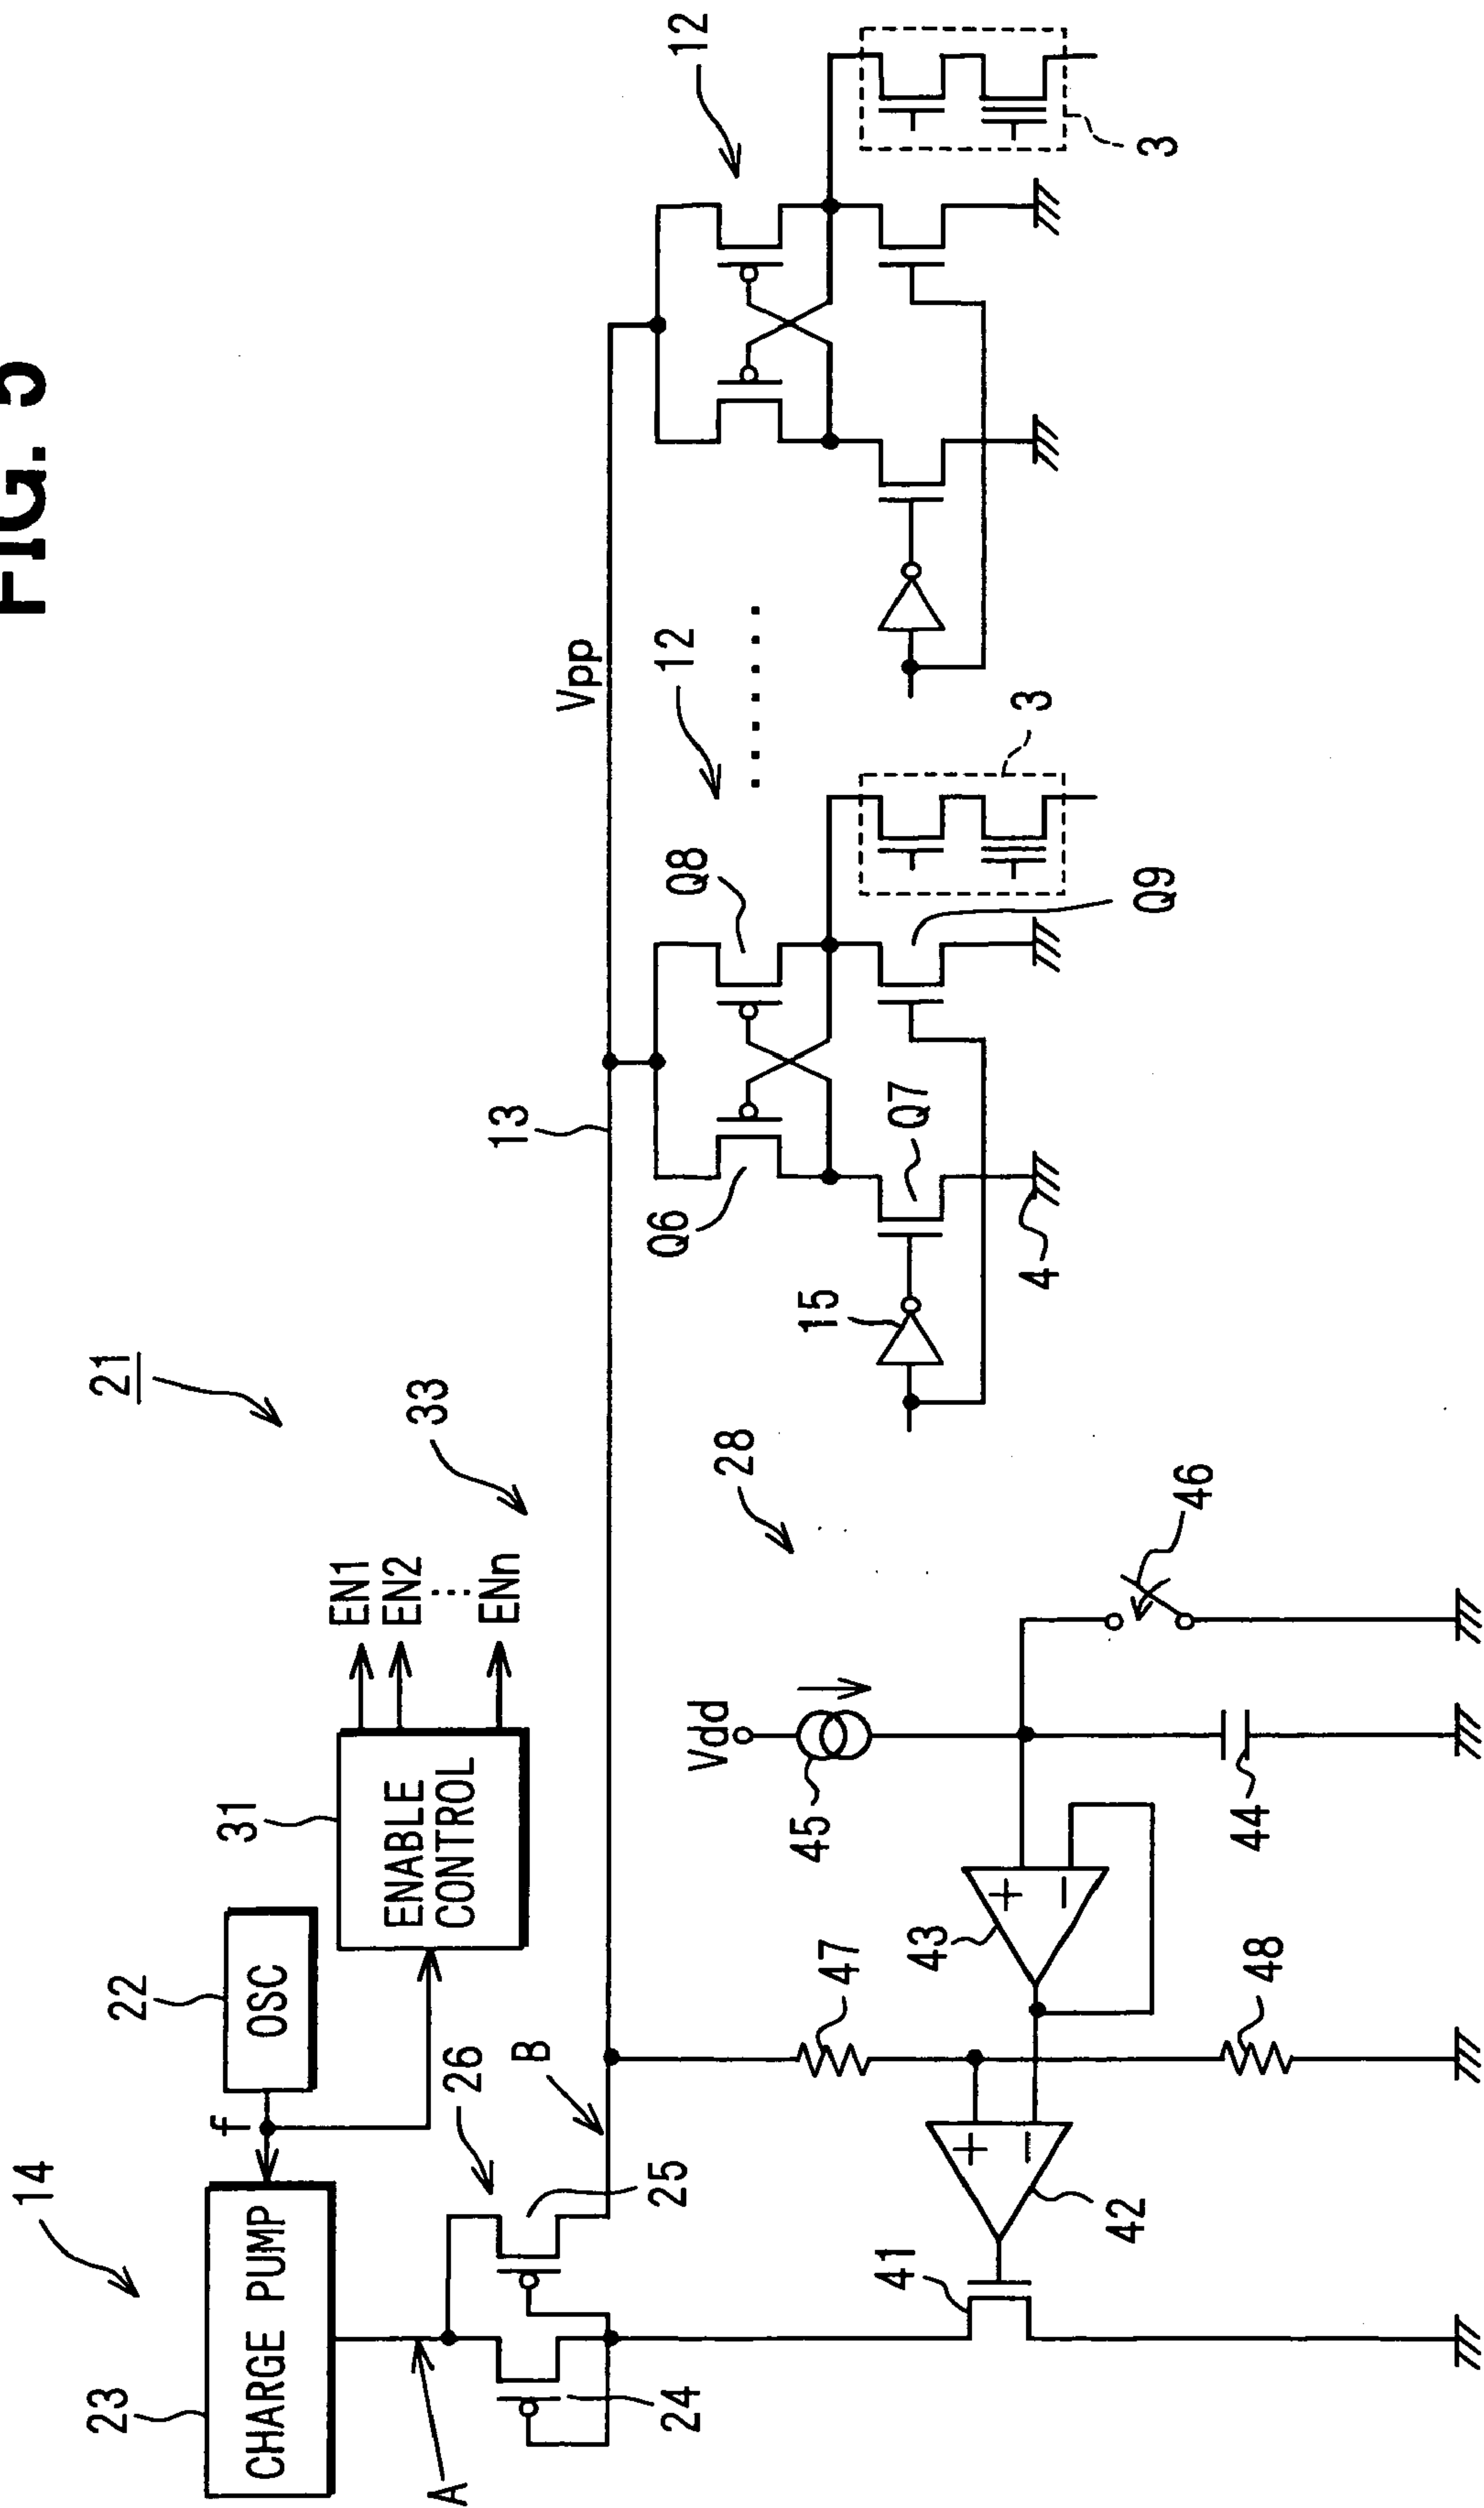 FIG. 5
14
23
CHARGE PUMP
f
22
OSC
31
ENABLE
CONTROL
EN1
EN2
ENn
21
33
A
26
24
25
B
13
Vpp
12
12
Q6
Q8
Q7
Q9
15
4
3
3
28
Vdd
45
46
44
43
+
−
47
48
42
+
−
41